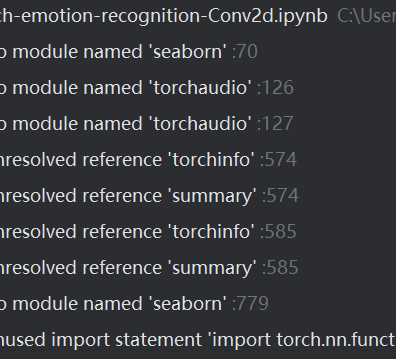 ch-emotion-recognition-Conv2d.ipynb C:\User
o module named 'seaborn' :70
o module named 'torchaudio' :126
o module named 'torchaudio' :127
nresolved reference 'torchinfo' :574
nresolved reference 'summary' :574
nresolved reference 'torchinfo' :585
nresolved reference 'summary' :585
o module named 'seaborn' :779
nused import statement 'import torch.nn.funct